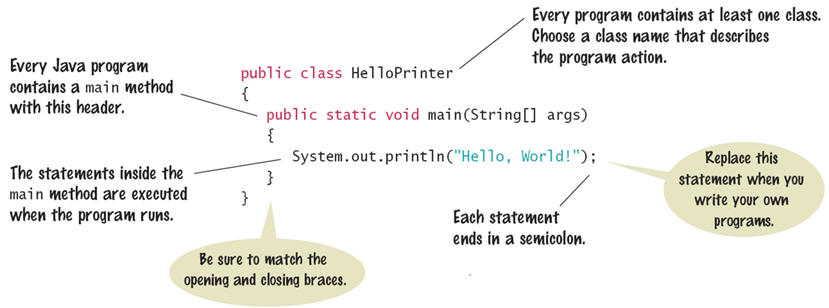 Every program contains at least one class.
Choose a class name that describes
the program action.
Every Java program
contains a main method
with this header.
public class HelloPrinter
{
public static void main(String[] args)
{
System.out.println("Hello, World!");
}
}
The statements inside the
main method are executed
when the program runs.
Replace this
statement when you
write your own
programs.
Each statement
ends in a semicolon.
Be sure to match the
opening and closing braces.